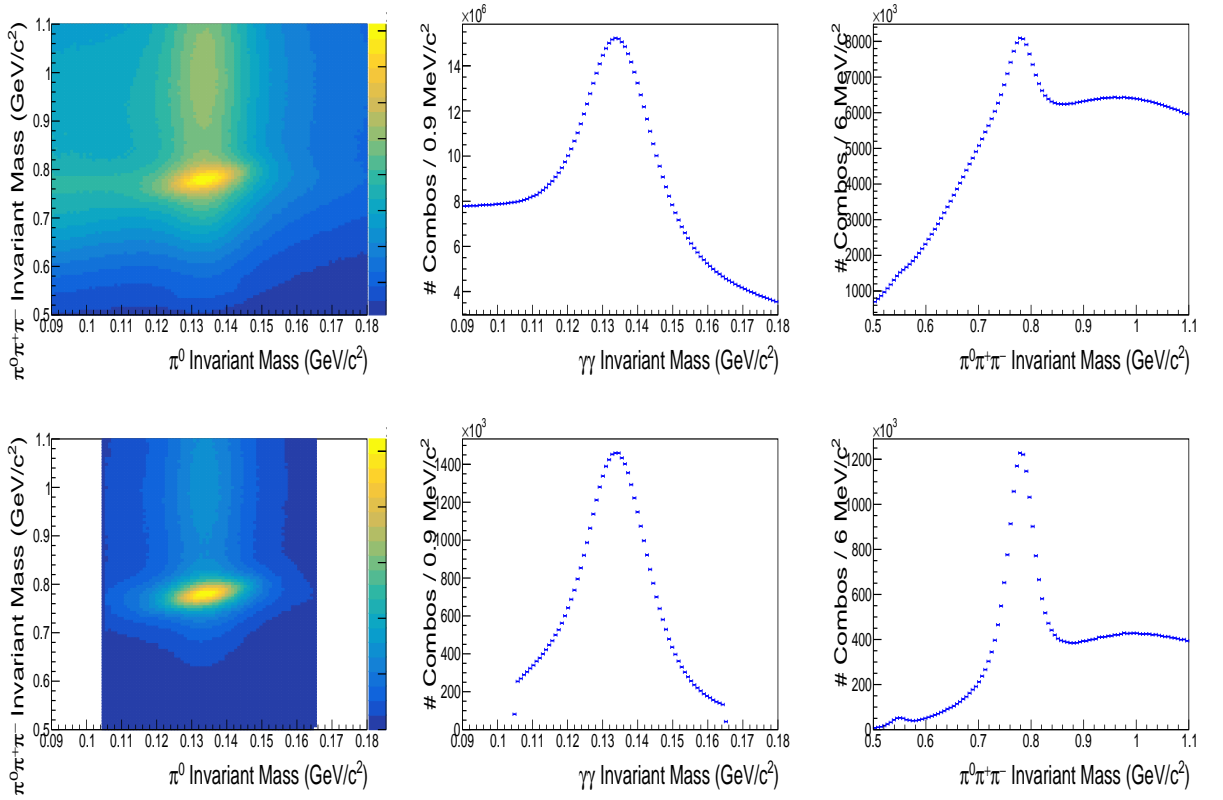 π⁰π⁺π⁻ Invariant Mass (GeV/c²)
1.1
1
0.9
0.8
0.7
0.6
0.5
0.09 0.1 0.11 0.12 0.13 0.14 0.15 0.16 0.17 0.18
π⁰ Invariant Mass (GeV/c²)
×10⁶
# Combos / 0.9 MeV/c²
14
12
10
8
6
4
0.09 0.1 0.11 0.12 0.13 0.14 0.15 0.16 0.17 0.18
γγ Invariant Mass (GeV/c²)
×10³
# Combos / 6 MeV/c²
8000
7000
6000
5000
4000
3000
2000
1000
0.5 0.6 0.7 0.8 0.9 1 1.1
π⁰π⁺π⁻ Invariant Mass (GeV/c²)
π⁰π⁺π⁻ Invariant Mass (GeV/c²)
1.1
1
0.9
0.8
0.7
0.6
0.5
0.09 0.1 0.11 0.12 0.13 0.14 0.15 0.16 0.17 0.18
π⁰ Invariant Mass (GeV/c²)
×10³
# Combos / 0.9 MeV/c²
1400
1200
1000
800
600
400
200
0
0.09 0.1 0.11 0.12 0.13 0.14 0.15 0.16 0.17 0.18
γγ Invariant Mass (GeV/c²)
×10³
# Combos / 6 MeV/c²
1200
1000
800
600
400
200
0
0.5 0.6 0.7 0.8 0.9 1 1.1
π⁰π⁺π⁻ Invariant Mass (GeV/c²)